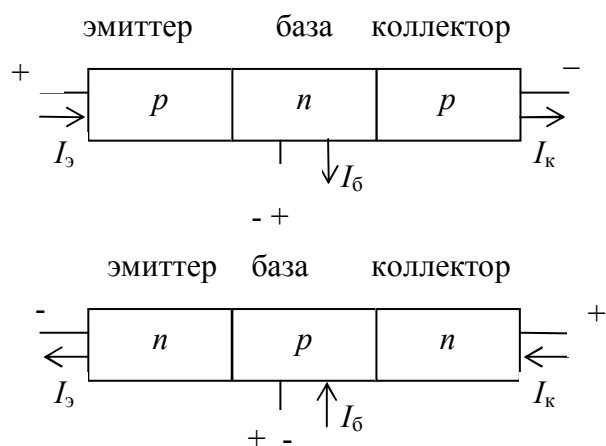 эмиттер база коллектор
+ –
p n p
Iэ Iб Iк
- +
эмиттер база коллектор
- +
n p n
Iэ Iб Iк
+ -